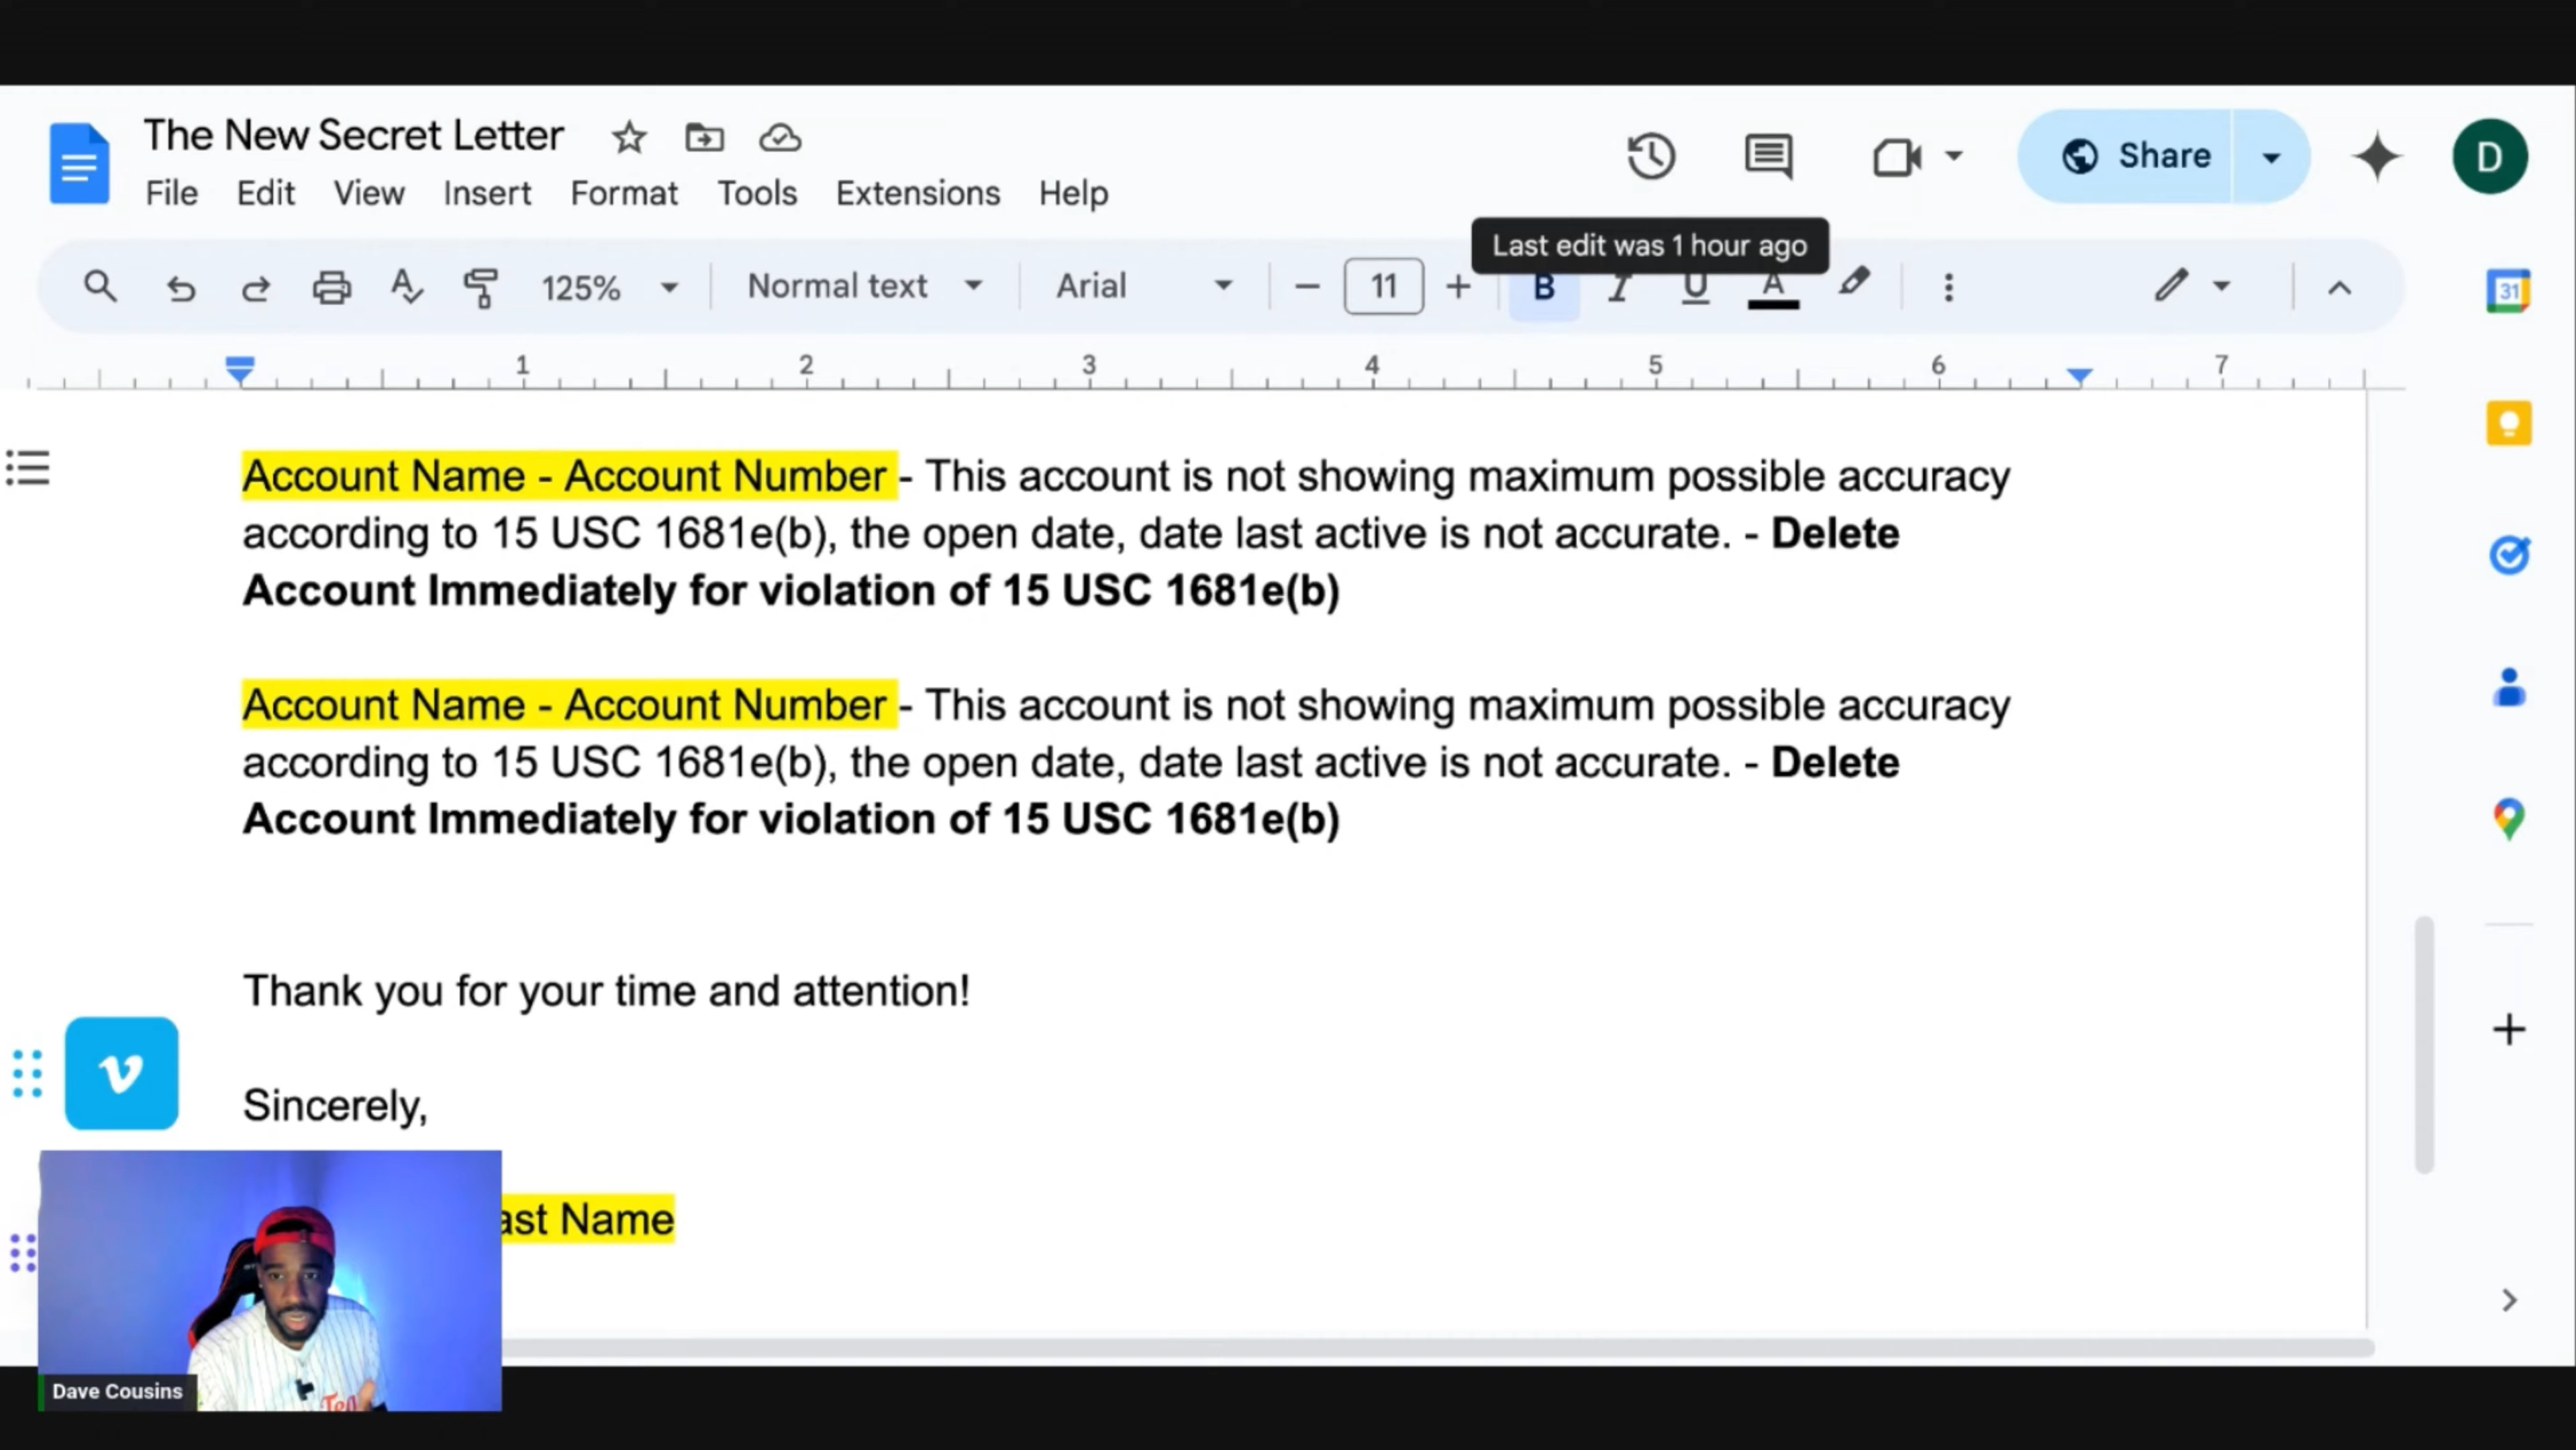 The New Secret Letter
File Edit View Insert Format Tools Extensions Help
Share
D
Last edit was 1 hour ago
125% Normal text Arial 11 B I U A
31
1 2 3 4 5 6 7
Account Name - Account Number - This account is not showing maximum possible accuracy
according to 15 USC 1681e(b), the open date, date last active is not accurate. - Delete
Account Immediately for violation of 15 USC 1681e(b)
Account Name - Account Number - This account is not showing maximum possible accuracy
according to 15 USC 1681e(b), the open date, date last active is not accurate. - Delete
Account Immediately for violation of 15 USC 1681e(b)
Thank you for your time and attention!
Sincerely,
ast Name
Dave Cousins